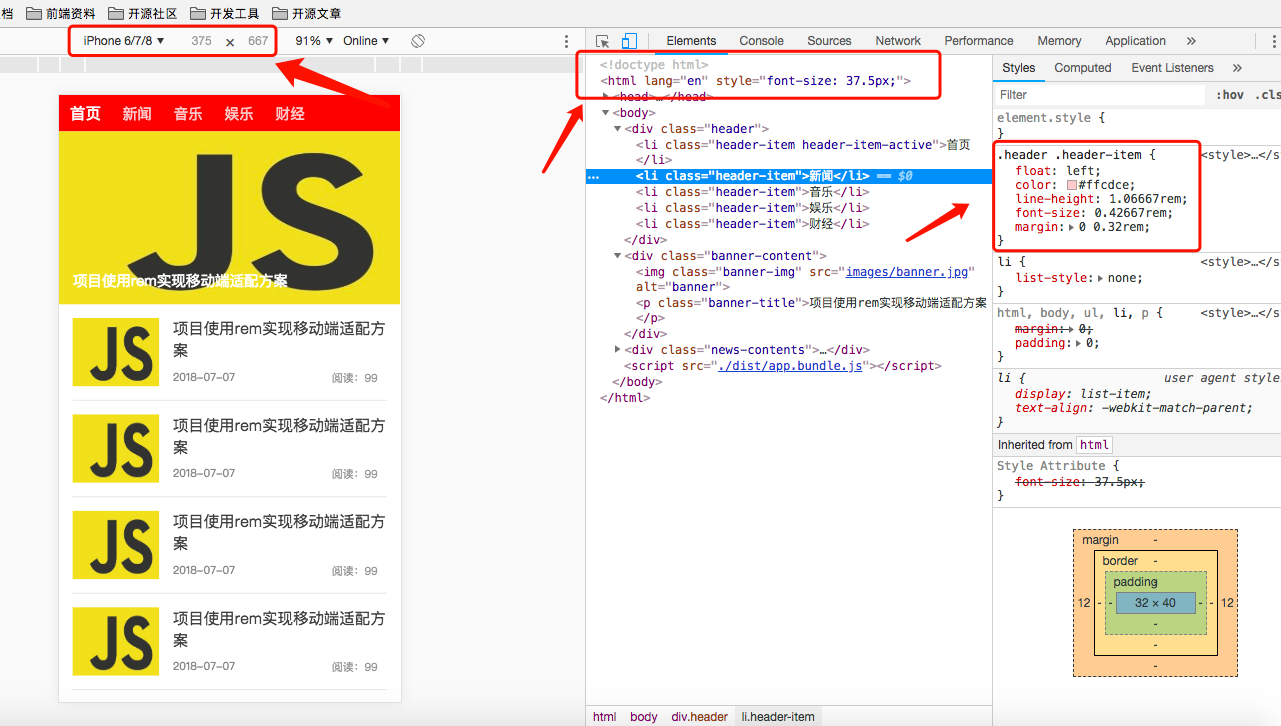 档 前端资料 开源社区 开发工具 开源文章
iPhone 6/7/8 ▼ 375 × 667 91% ▼ Online ▼
首页 新闻 音乐 娱乐 财经
JS
项目使用rem实现移动端适配方案
JS
项目使用rem实现移动端适配方
案
2018-07-07 阅读：99
JS
项目使用rem实现移动端适配方
案
2018-07-07 阅读：99
JS
项目使用rem实现移动端适配方
案
2018-07-07 阅读：99
JS
项目使用rem实现移动端适配方
案
2018-07-07 阅读：99
Elements Console Sources Network Performance Memory Application »
<!doctype html>
<html lang="en" style="font-size: 37.5px;">
▶<head>…</head>
▼<body>
▼<div class="header">
<li class="header-item header-item-active">首页
</li>
… <li class="header-item">新闻</li> == $0
<li class="header-item">音乐</li>
<li class="header-item">娱乐</li>
<li class="header-item">财经</li>
</div>
▼<div class="banner-content">
<img class="banner-img" src="images/banner.jpg"
alt="banner">
<p class="banner-title">项目使用rem实现移动端适配方案
</p>
</div>
▶<div class="news-contents">…</div>
<script src="./dist/app.bundle.js"></script>
</body>
</html>
html body div.header li.header-item
Styles Computed Event Listeners »
Filter :hov .cls
element.style {
}
.header .header-item { <style>…</s
float: left;
color: #ffcdce;
line-height: 1.06667rem;
font-size: 0.42667rem;
margin:▶ 0 0.32rem;
}
li { <style>…</s
list-style:▶ none;
}
html, body, ul, li, p { <style>…</s
margin:▶ 0;
padding:▶ 0;
}
li { user agent style
display: list-item;
text-align: -webkit-match-parent;
}
Inherited from html
Style Attribute {
font-size: 37.5px;
}
margin -
border -
padding
12 - - 32 × 40 - - 12
-
-
-